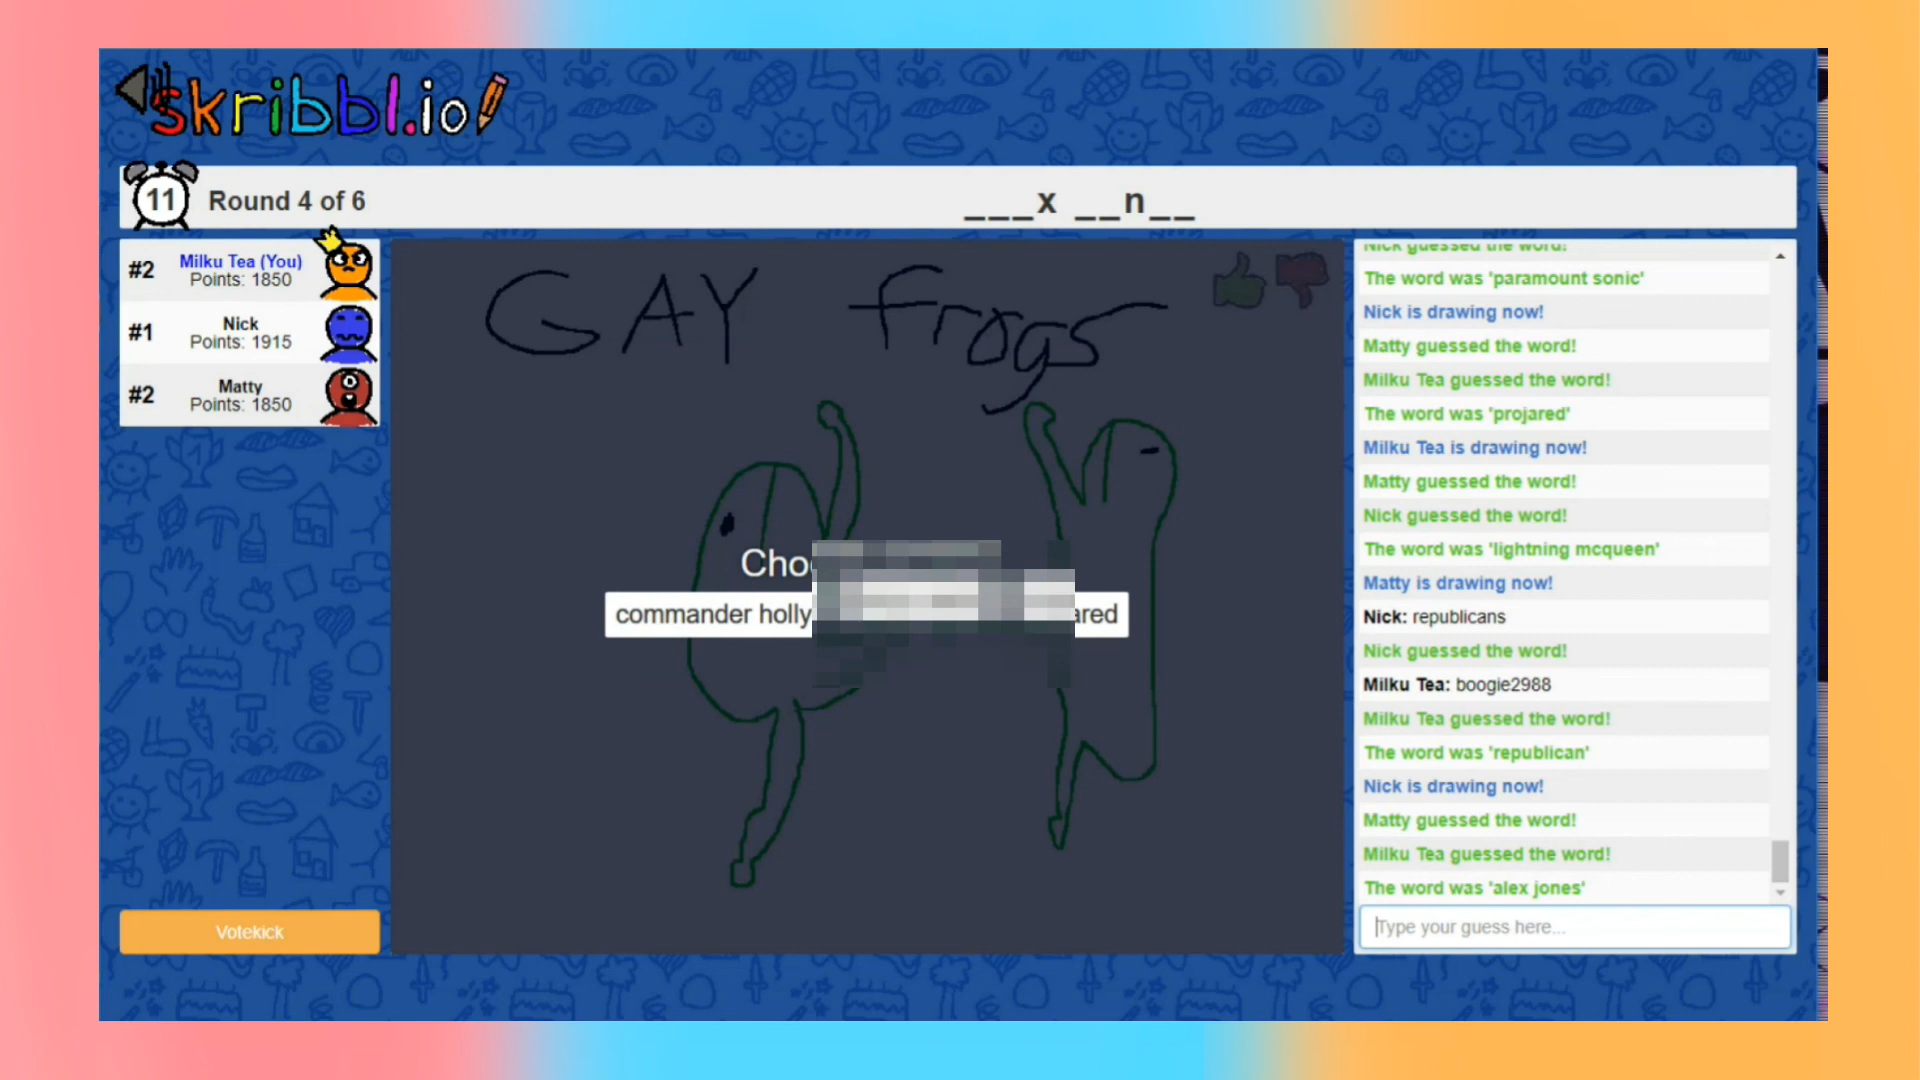 skribbl.io
11
Round 4 of 6
___x __n__
#2
Milku Tea (You)
Points: 1850
#1
Nick
Points: 1915
#2
Matty
Points: 1850
Votekick
GAY frogs
commander holly
Nick guessed the word!
The word was 'paramount sonic'
Nick is drawing now!
Matty guessed the word!
Milku Tea guessed the word!
The word was 'projared'
Milku Tea is drawing now!
Matty guessed the word!
Nick guessed the word!
The word was 'lightning mcqueen'
Matty is drawing now!
Nick: republicans
Nick guessed the word!
Milku Tea: boogie2988
Milku Tea guessed the word!
The word was 'republican'
Nick is drawing now!
Matty guessed the word!
Milku Tea guessed the word!
The word was 'alex jones'
Type your guess here...